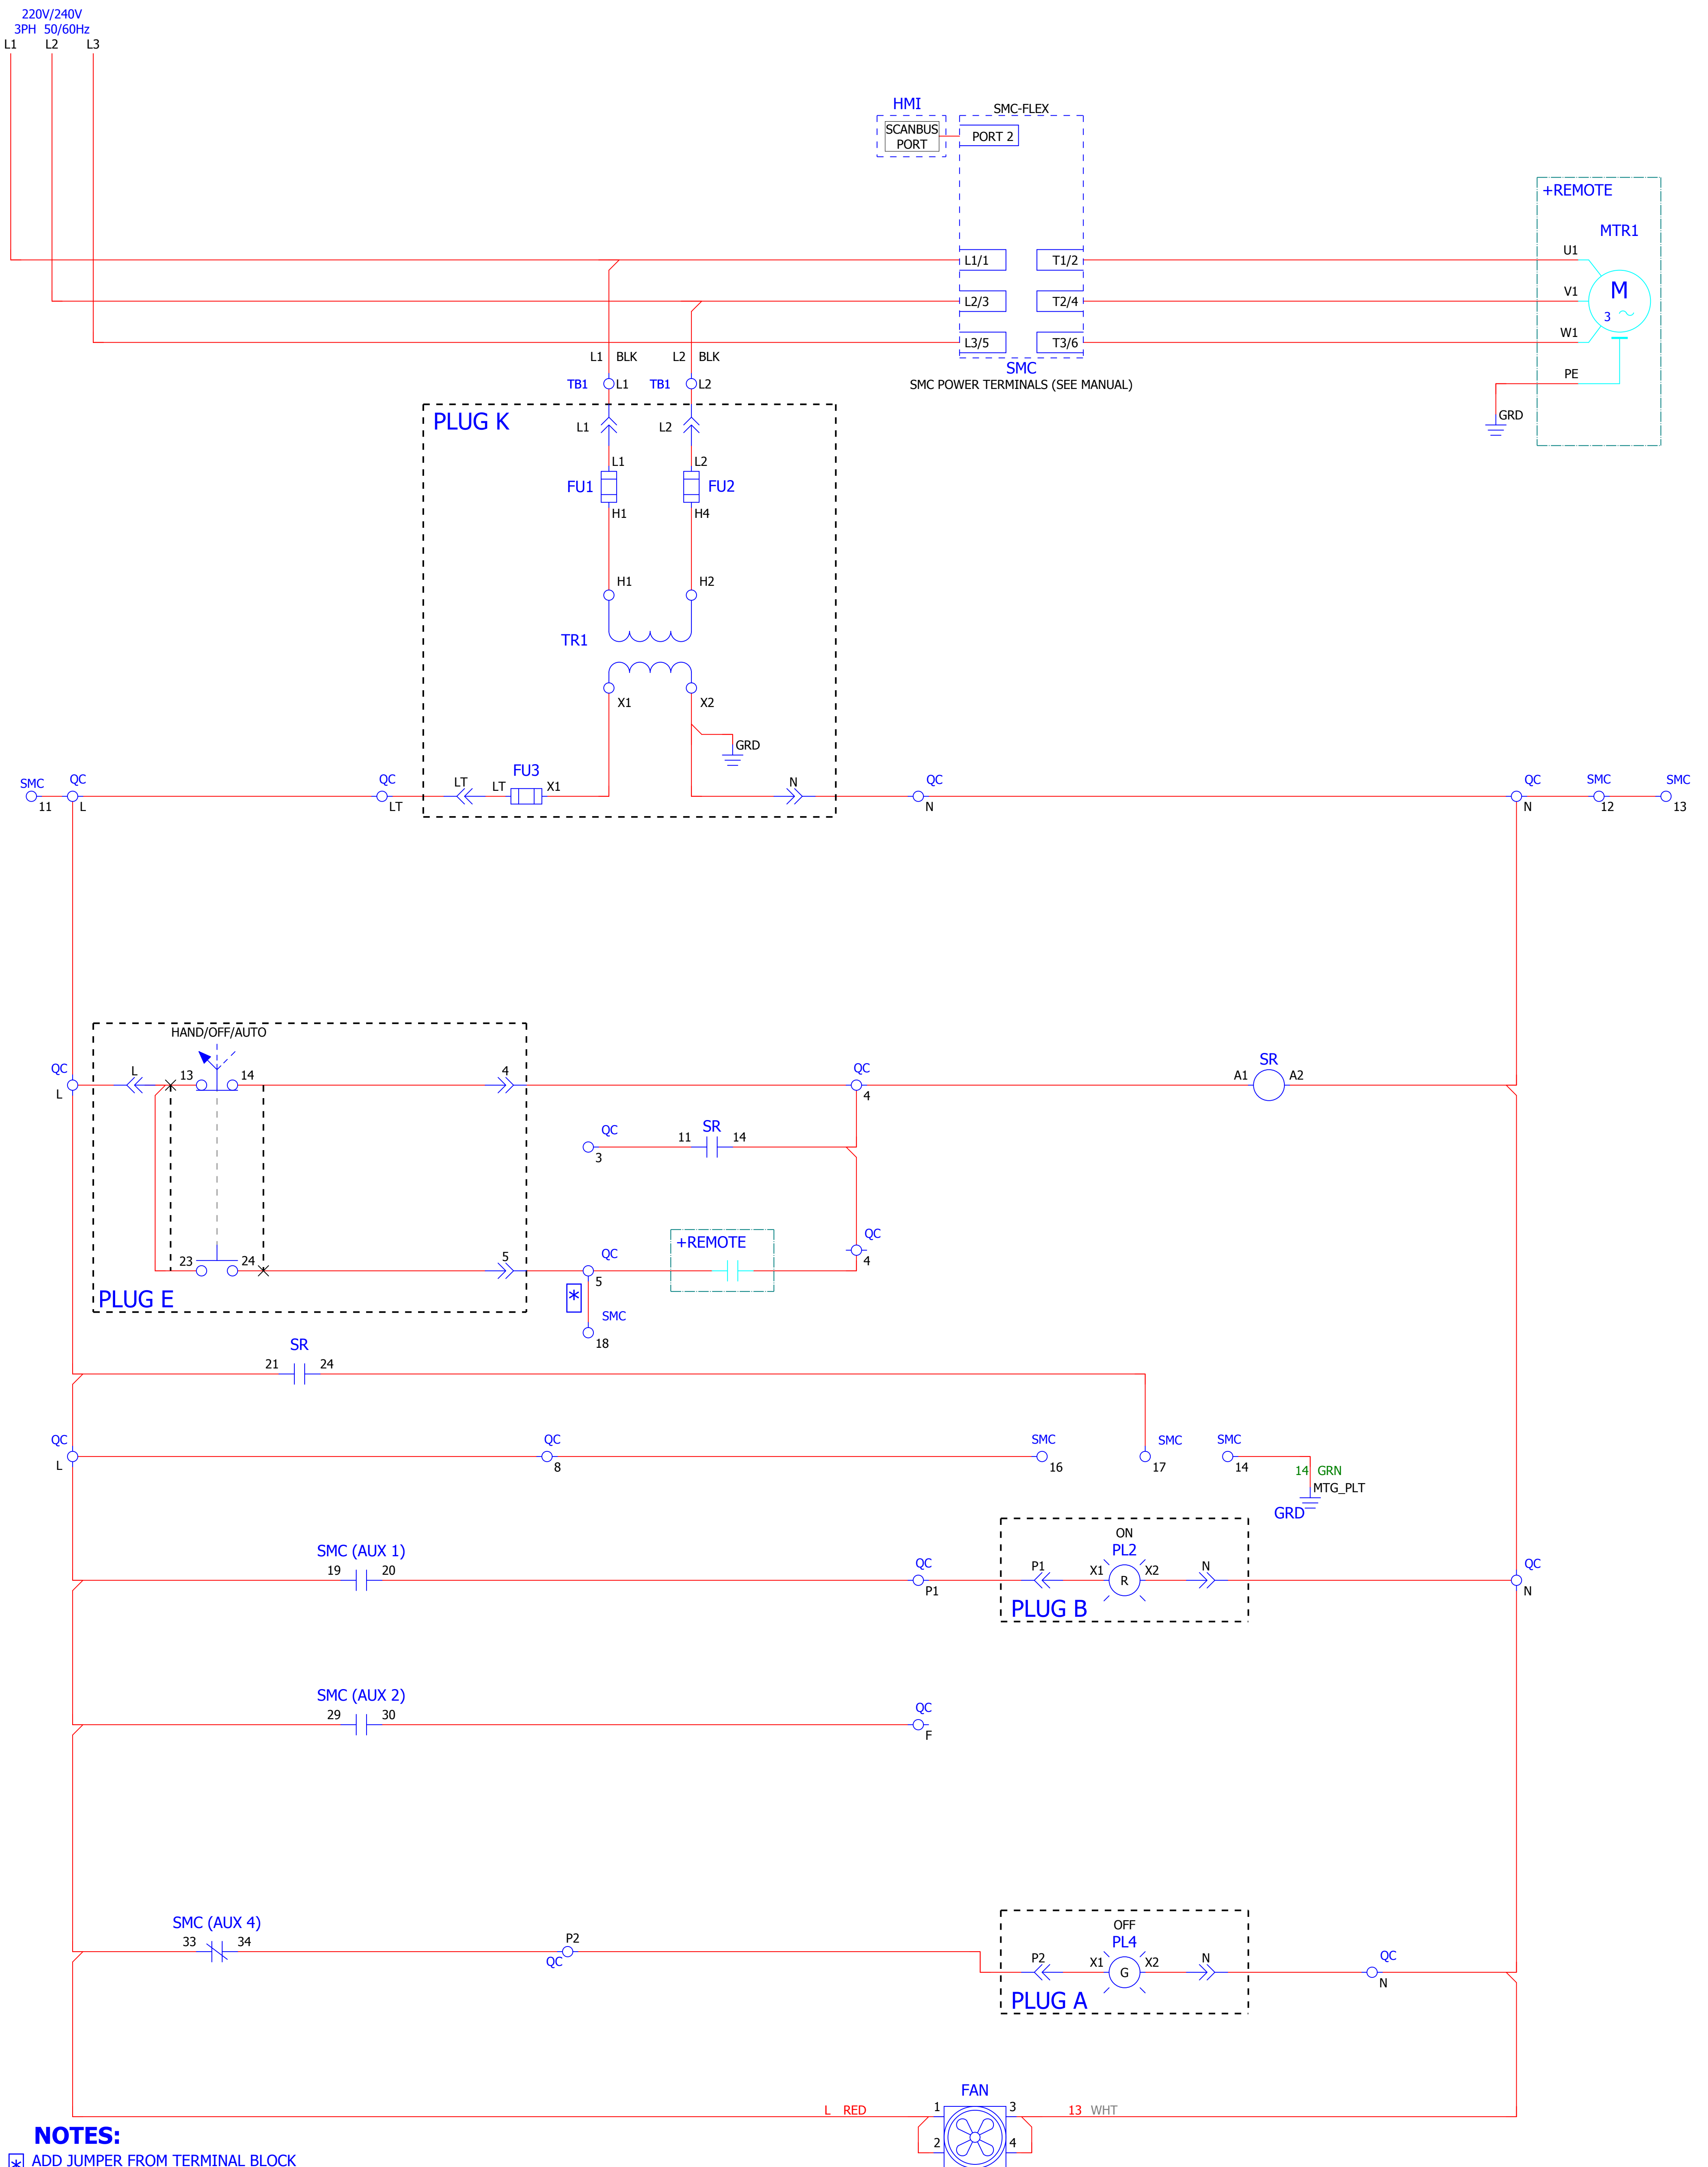 220V/240V
3PH 50/60Hz
L1 L2 L3
HMI
SCANBUS
PORT
SMC-FLEX
PORT 2
+REMOTE
MTR1
L1/1 T1/2 U1
L2/3 T2/4 V1
M
3
L3/5 T3/6 W1
SMC
SMC POWER TERMINALS (SEE MANUAL)
PE
GRD
L1 BLK L2 BLK
TB1 L1 TB1 L2
PLUG K
L1 L2
L1 L2
FU1 FU2
H1 H4
H1 H2
TR1
X1 X2
GRD
SMC QC QC LT LT FU3 X1 N QC QC SMC SMC
11 L LT N N 12 13
HAND/OFF/AUTO
QC L 13 14 4 QC A1 SR A2
L 4
QC 11 SR 14
3
+REMOTE
QC
4
23 24 5 QC
5
PLUG E
*
SMC
18
SR
21 24
QC QC SMC SMC SMC
L 8 16 17 14
14 GRN
MTG_PLT
GRD
SMC (AUX 1)
19 20
QC
P1
ON
PL2
P1 X1 R X2 N
PLUG B
QC
N
SMC (AUX 2)
29 30
QC
F
SMC (AUX 4)
33 34
P2
QC
OFF
PL4
P2 X1 G X2 N
PLUG A
QC
N
FAN
L RED 1 3 13 WHT
2 4
NOTES:
* ADD JUMPER FROM TERMINAL BLOCK